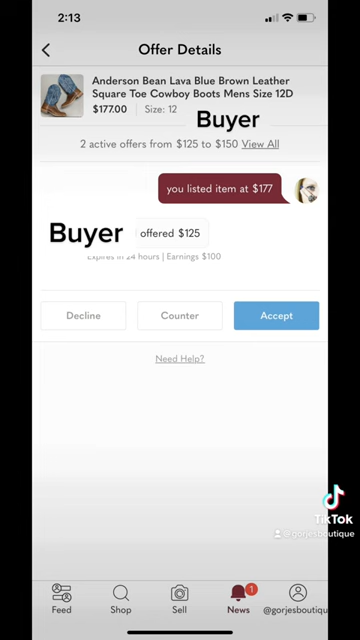 2:13
Offer Details
Anderson Bean Lava Blue Brown Leather
Square Toe Cowboy Boots Mens Size 12D
$177.00 | Size: 12
Buyer
2 active offers from $125 to $150 View All
you listed item at $177
Buyer offered $125
Expires in 24 hours | Earnings $100
Decline
Counter
Accept
Need Help?
TikTok
@gorjesboutique
1
Feed
Shop
Sell
News
@gorjesboutiqu